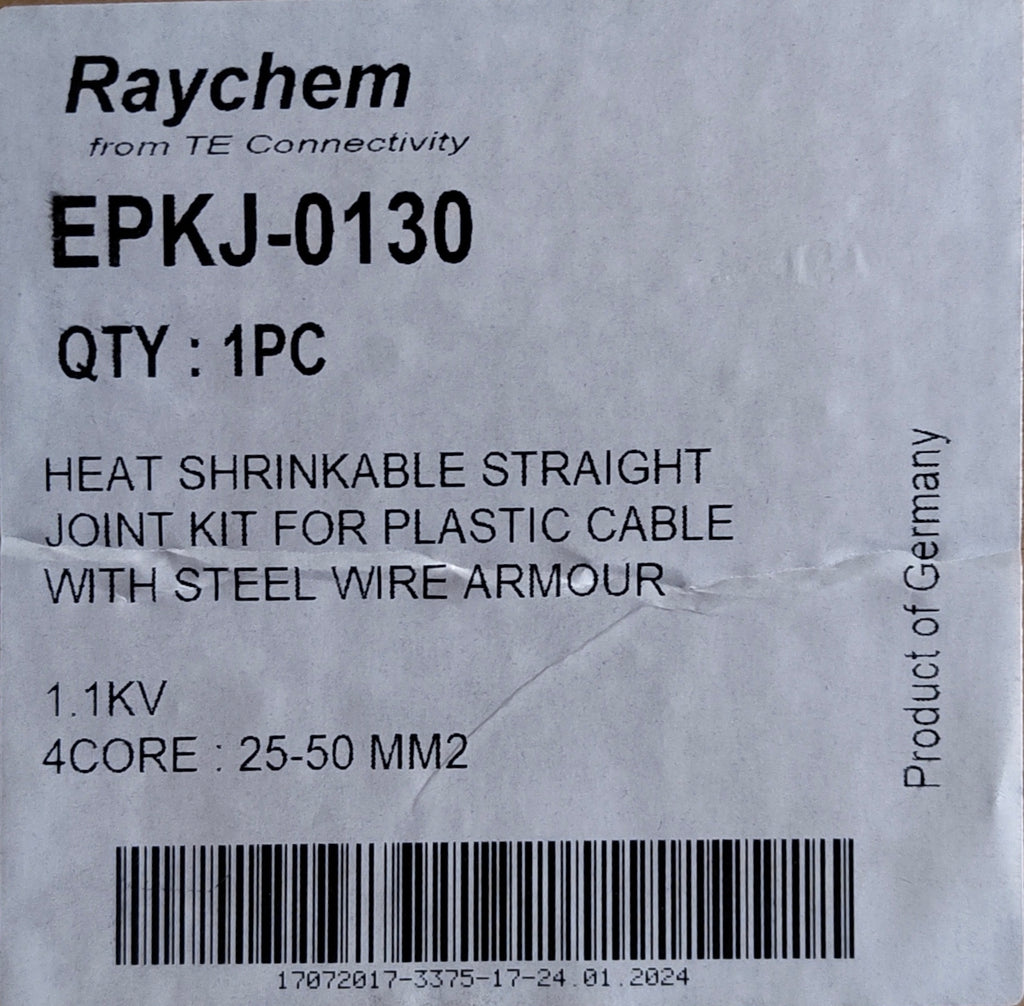 Raychem
from TE Connectivity
EPKJ-0130
QTY : 1PC
HEAT SHRINKABLE STRAIGHT
JOINT KIT FOR PLASTIC CABLE
WITH STEEL WIRE ARMOUR
1.1KV
4CORE : 25-50 MM2
Product of Germany
17072017-3375-17-24.01.2024